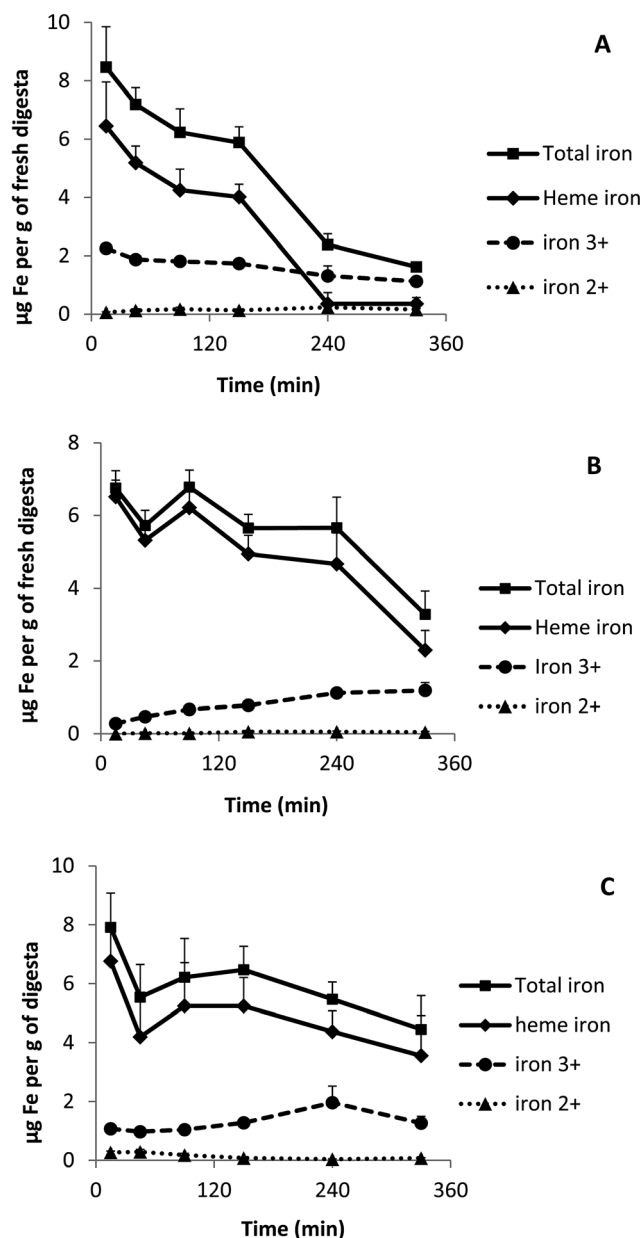 A
µg Fe per g of fresh digesta
10
8
6
4
2
0
0 120 240 360
Time (min)
Total iron
Heme iron
iron 3+
iron 2+
B
µg Fe per g of fresh digesta
8
6
4
2
0
0 120 240 360
Time (min)
Total iron
Heme iron
Iron 3+
iron 2+
C
µg Fe per g of digesta
10
8
6
4
2
0
0 120 240 360
Time (min)
Total iron
heme iron
iron 3+
iron 2+